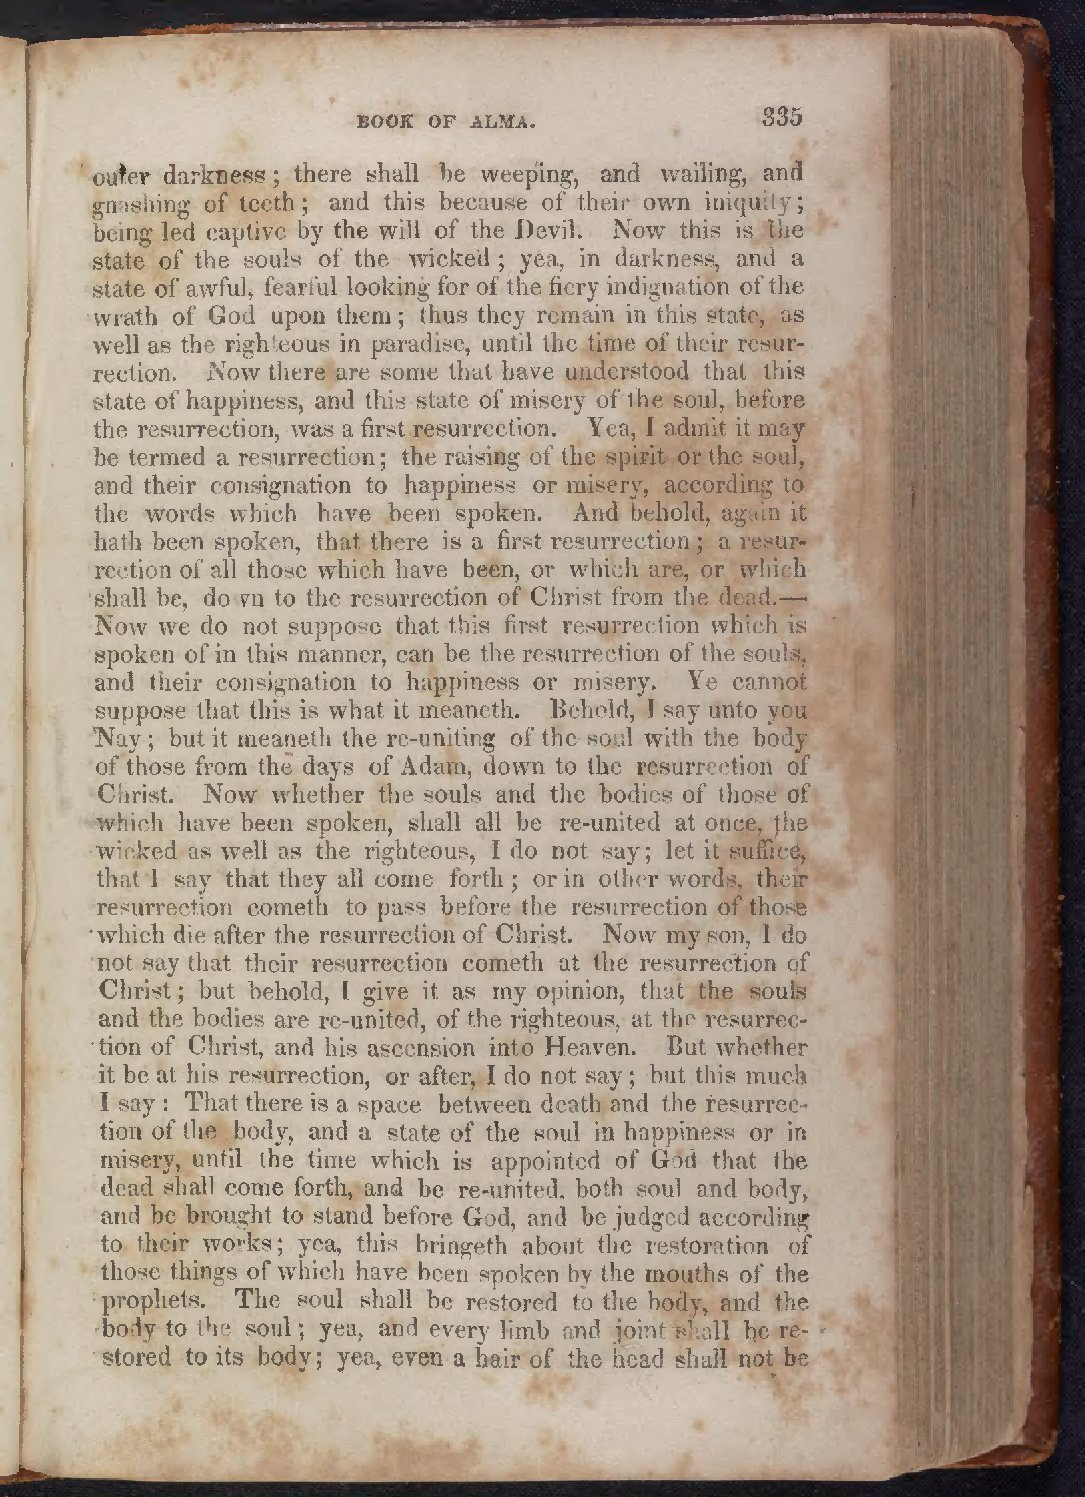 BOOK OF ALMA. 335
outer darkness; there shall be weeping, and wailing, and
gnashing of teeth; and this because of their own iniquity;
being led captive by the will of the Devil. Now this is the
state of the souls of the wicked; yea, in darkness, and a
state of awful, fearful looking for of the fiery indignation of the
wrath of God upon them; thus they remain in this state, as
well as the righteous in paradise, until the time of their resur-
rection. Now there are some that have understood that this
state of happiness, and this state of misery of the soul, before
the resurrection, was a first resurrection. Yea, I admit it may
be termed a resurrection; the raising of the spirit or the soul,
and their consignation to happiness or misery, according to
the words which have been spoken. And behold, again it
hath been spoken, that there is a first resurrection; a resur-
rection of all those which have been, or which are, or which
shall be, down to the resurrection of Christ from the dead.—
Now we do not suppose that this first resurrection which is
spoken of in this manner, can be the resurrection of the souls,
and their consignation to happiness or misery. Ye cannot
suppose that this is what it meaneth. Behold, I say unto you
Nay; but it meaneth the re-uniting of the soul with the body
of those from the days of Adam, down to the resurrection of
Christ. Now whether the souls and the bodies of those of
which have been spoken, shall all be re-united at once, the
wicked as well as the righteous, I do not say; let it suffice,
that I say that they all come forth; or in other words, their
resurrection cometh to pass before the resurrection of those
which die after the resurrection of Christ. Now my son, I do
not say that their resurrection cometh at the resurrection of
Christ; but behold, I give it as my opinion, that the souls
and the bodies are re-united, of the righteous, at the resurrec-
tion of Christ, and his ascension into Heaven. But whether
it be at his resurrection, or after, I do not say; but this much
I say: That there is a space between death and the resurrec-
tion of the body, and a state of the soul in happiness or in
misery, until the time which is appointed of God that the
dead shall come forth, and be re-united, both soul and body,
and be brought to stand before God, and be judged according
to their works; yea, this bringeth about the restoration of
those things of which have been spoken by the mouths of the
prophets. The soul shall be restored to the body, and the
body to the soul; yea, and every limb and joint shall be re-
stored to its body; yea, even a hair of the head shall not be